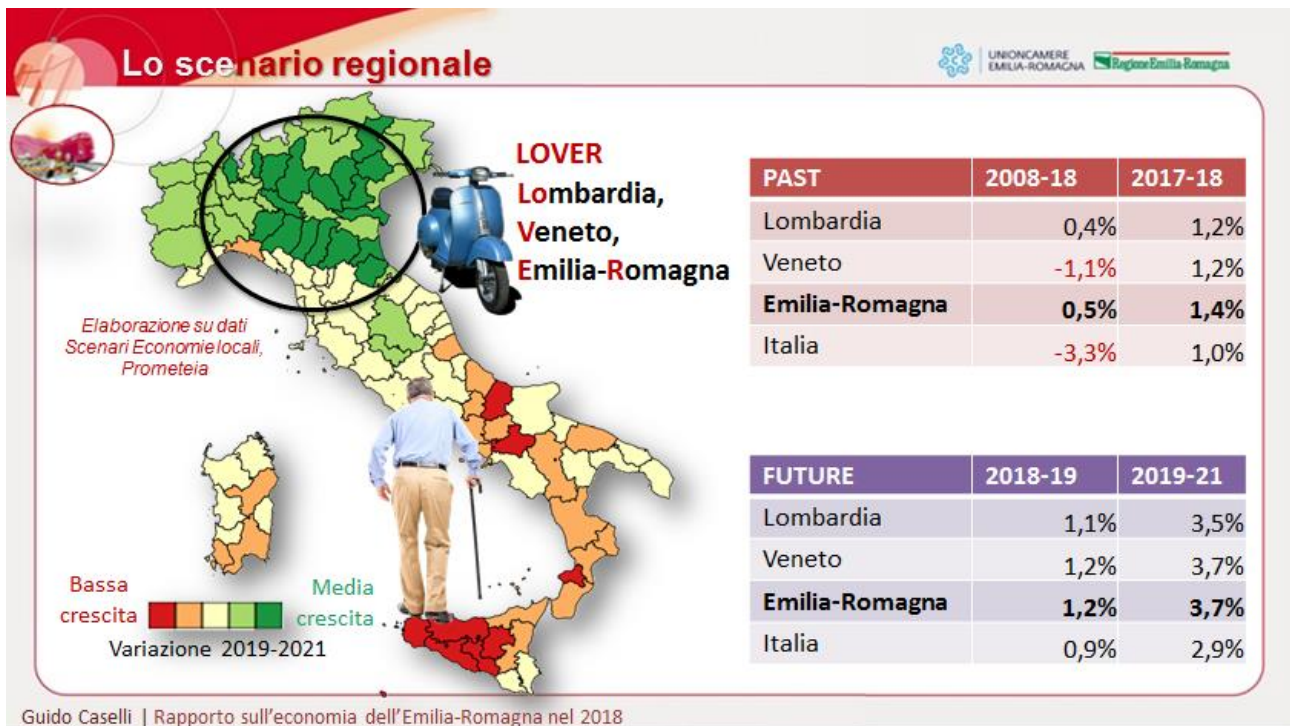 Lo scenario regionale
UNIONCAMERE
EMILIA-ROMAGNA
Regione Emilia-Romagna
LOVER
Lombardia,
Veneto,
Emilia-Romagna
Elaborazione su dati
Scenari Economie locali,
Prometeia
Bassa
crescita
Media
crescita
Variazione 2019-2021
PAST 2008-18 2017-18
Lombardia 0,4% 1,2%
Veneto -1,1% 1,2%
Emilia-Romagna 0,5% 1,4%
Italia -3,3% 1,0%
FUTURE 2018-19 2019-21
Lombardia 1,1% 3,5%
Veneto 1,2% 3,7%
Emilia-Romagna 1,2% 3,7%
Italia 0,9% 2,9%
Guido Caselli | Rapporto sull'economia dell'Emilia-Romagna nel 2018